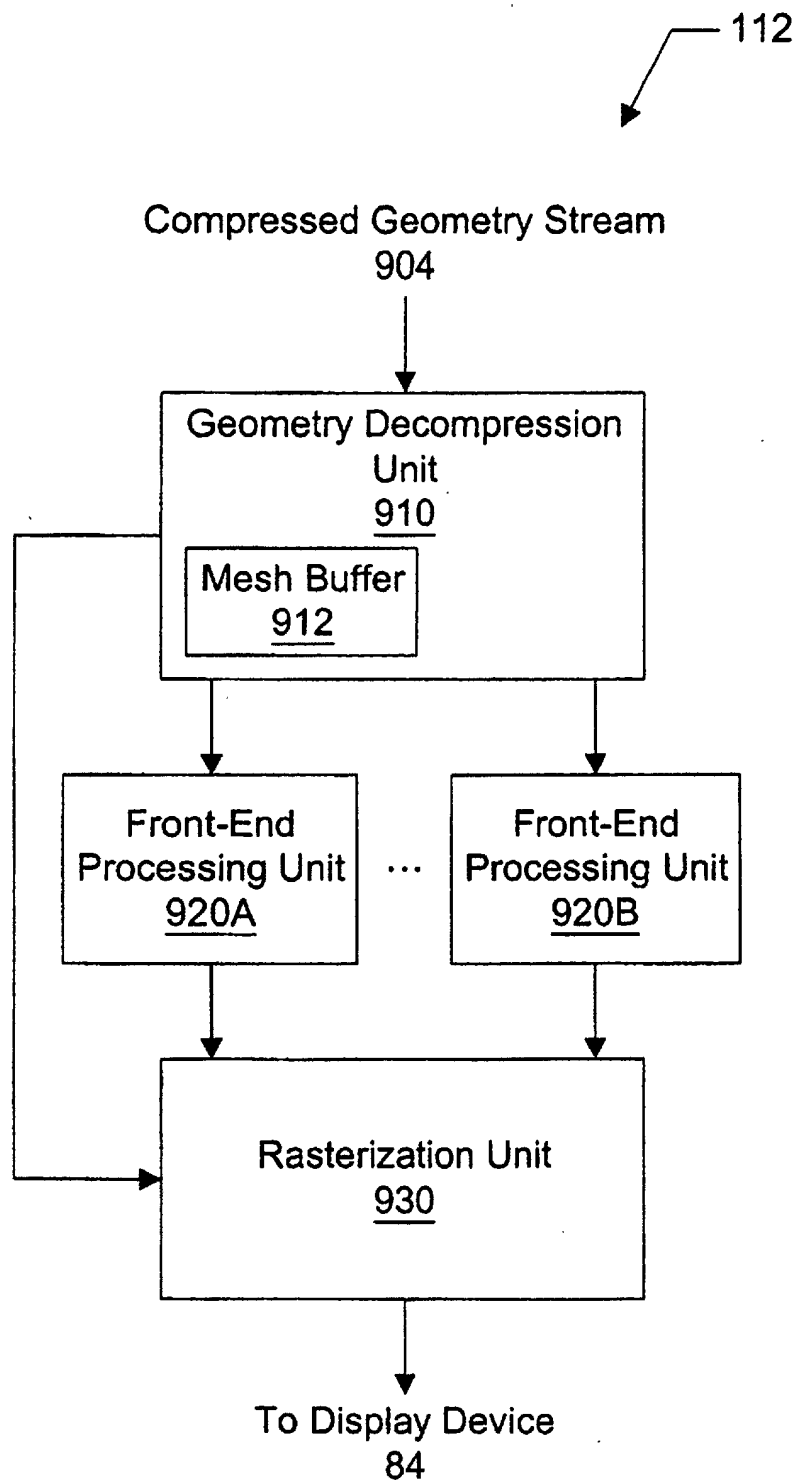 112
Compressed Geometry Stream
904
Geometry Decompression
Unit
910
Mesh Buffer
912
Front-End
Processing Unit
920A
...
Front-End
Processing Unit
920B
Rasterization Unit
930
To Display Device
84